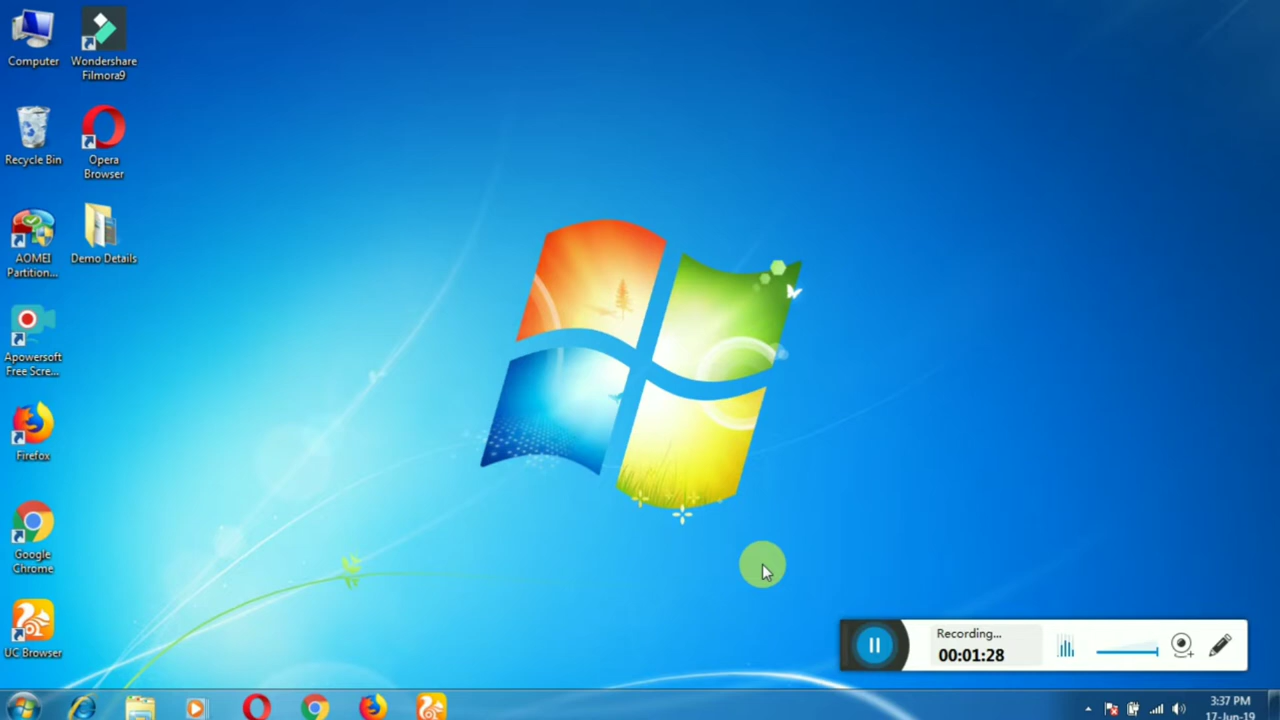 Computer
Wondershare
Filmora9
Recycle Bin
Opera
Browser
AOMEI
Partition...
Demo Details
Apowersoft
Free Scre...
Firefox
Google
Chrome
UC Browser
Recording...
00:01:28
3:37 PM
17-Jun-19